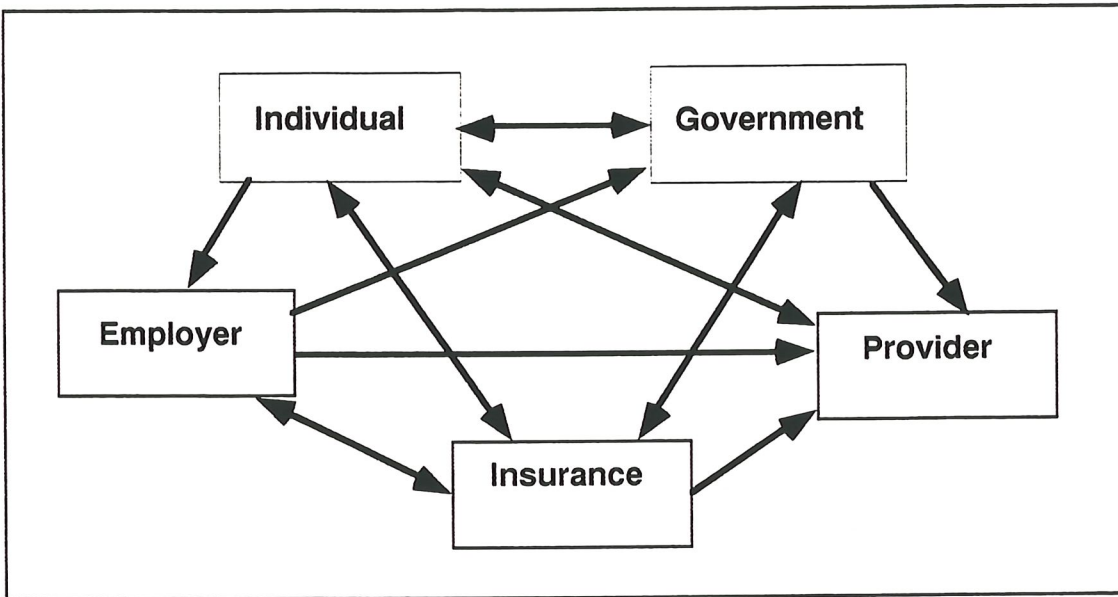 Individual
Government
Employer
Provider
Insurance